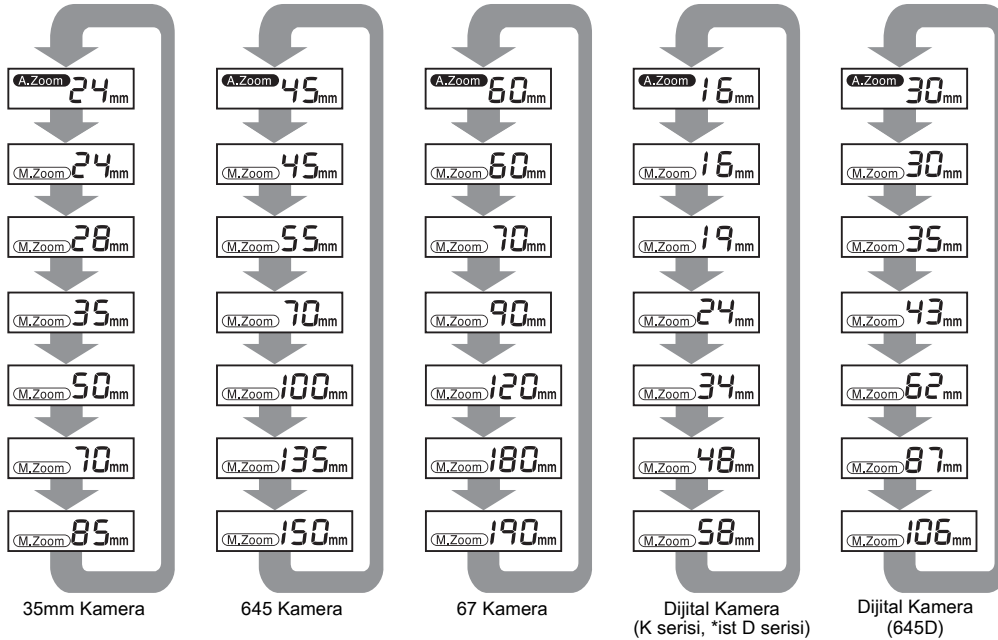 A.Zoom 24mm
M.Zoom 24mm
M.Zoom 28mm
M.Zoom 35mm
M.Zoom 50mm
M.Zoom 70mm
M.Zoom 85mm
35mm Kamera
A.Zoom 45mm
M.Zoom 45mm
M.Zoom 55mm
M.Zoom 70mm
M.Zoom 100mm
M.Zoom 135mm
M.Zoom 150mm
645 Kamera
A.Zoom 60mm
M.Zoom 60mm
M.Zoom 70mm
M.Zoom 90mm
M.Zoom 120mm
M.Zoom 180mm
M.Zoom 190mm
67 Kamera
A.Zoom 16mm
M.Zoom 16mm
M.Zoom 19mm
M.Zoom 24mm
M.Zoom 34mm
M.Zoom 48mm
M.Zoom 58mm
Dijital Kamera
(K serisi, *ist D serisi)
A.Zoom 30mm
M.Zoom 30mm
M.Zoom 35mm
M.Zoom 43mm
M.Zoom 62mm
M.Zoom 87mm
M.Zoom 106mm
Dijital Kamera
(645D)